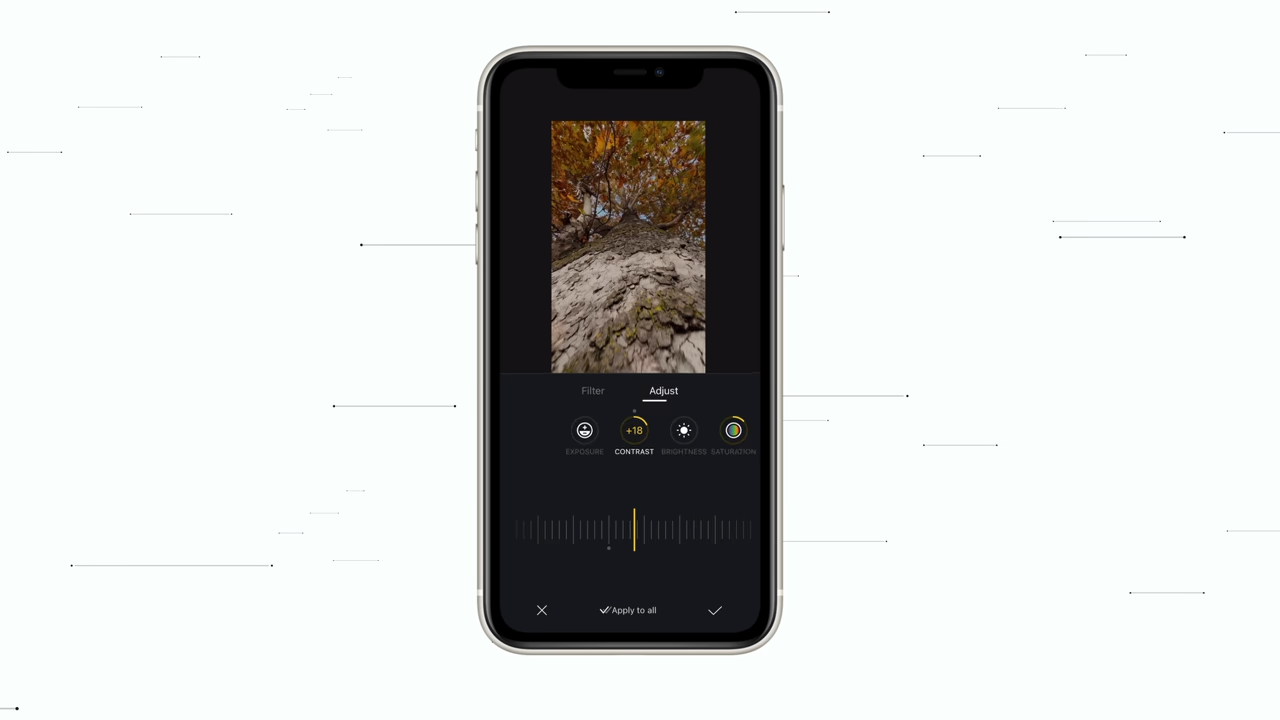 Filter Adjust
+18
EXPOSURE CONTRAST BRIGHTNESS SATURATION
Apply to all